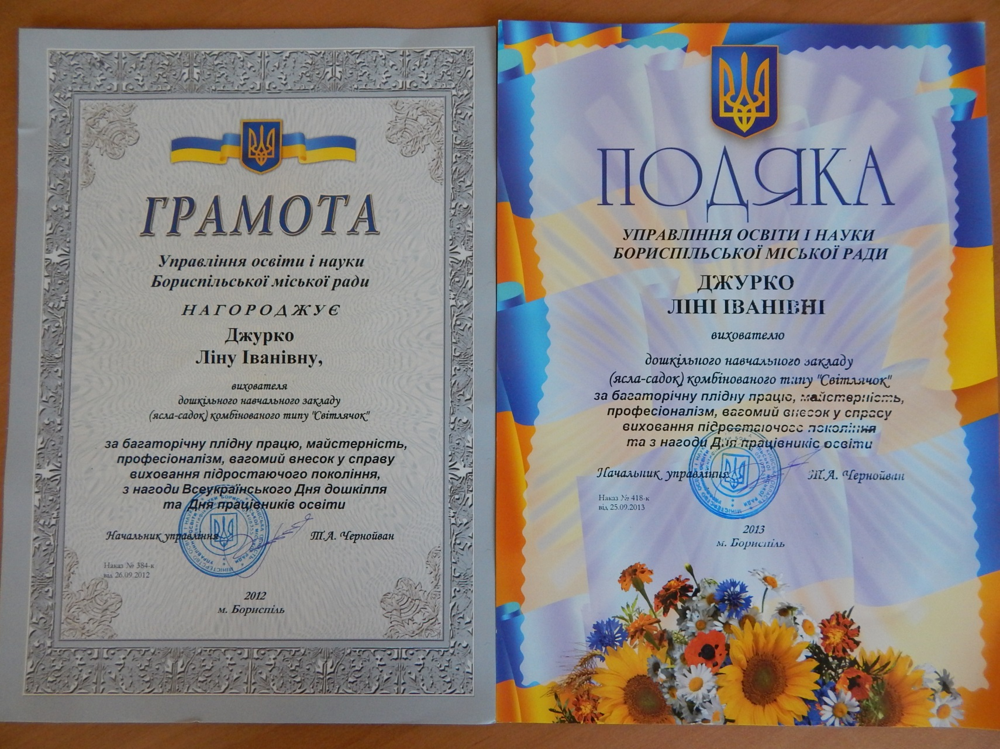 ГРАМОТА
Управління освіти і науки
Бориспільської міської ради
НАГОРОДЖУЄ
Джурко
Ліну Іванівну,
вихователя
дошкільного навчального закладу
(ясла-садок) комбінованого типу "Світлячок"
за багаторічну плідну працю, майстерність,
професіоналізм, вагомий внесок у справу
виховання підростаючого покоління,
з нагоди Всеукраїнського Дня дошкілля
та Дня працівників освіти
Начальник управління Т.А. Чернойван
Наказ № 384-к
від 26.09.2012
2012
м. Бориспіль
ПОДЯКА
УПРАВЛІННЯ ОСВІТИ І НАУКИ
БОРИСПІЛЬСЬКОЇ МІСЬКОЇ РАДИ
ДЖУРКО
ЛІНІ ІВАНІВНІ
вихователю
дошкільного навчального закладу
(ясла-садок) комбінованого типу "Світлячок"
за багаторічну плідну працю, майстерність,
професіоналізм, вагомий внесок у справу
виховання підростаючого покоління
та з нагоди Дня працівників освіти
Начальник управління Т.А. Чернойван
Наказ № 418-к
від 25.09.2013
2013
м. Бориспіль